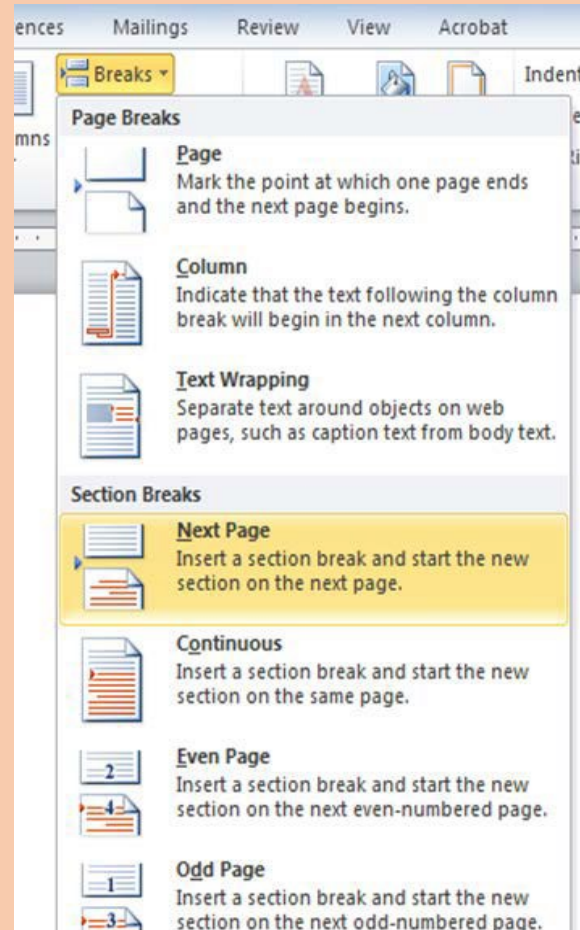 ences Mailings Review View Acrobat
Breaks Indent
mns
Page Breaks
Page
Mark the point at which one page ends
and the next page begins.
Column
Indicate that the text following the column
break will begin in the next column.
Text Wrapping
Separate text around objects on web
pages, such as caption text from body text.
Section Breaks
Next Page
Insert a section break and start the new
section on the next page.
Continuous
Insert a section break and start the new
section on the same page.
2
Even Page
Insert a section break and start the new
4
section on the next even-numbered page.
1
Odd Page
Insert a section break and start the new
3
section on the next odd-numbered page.